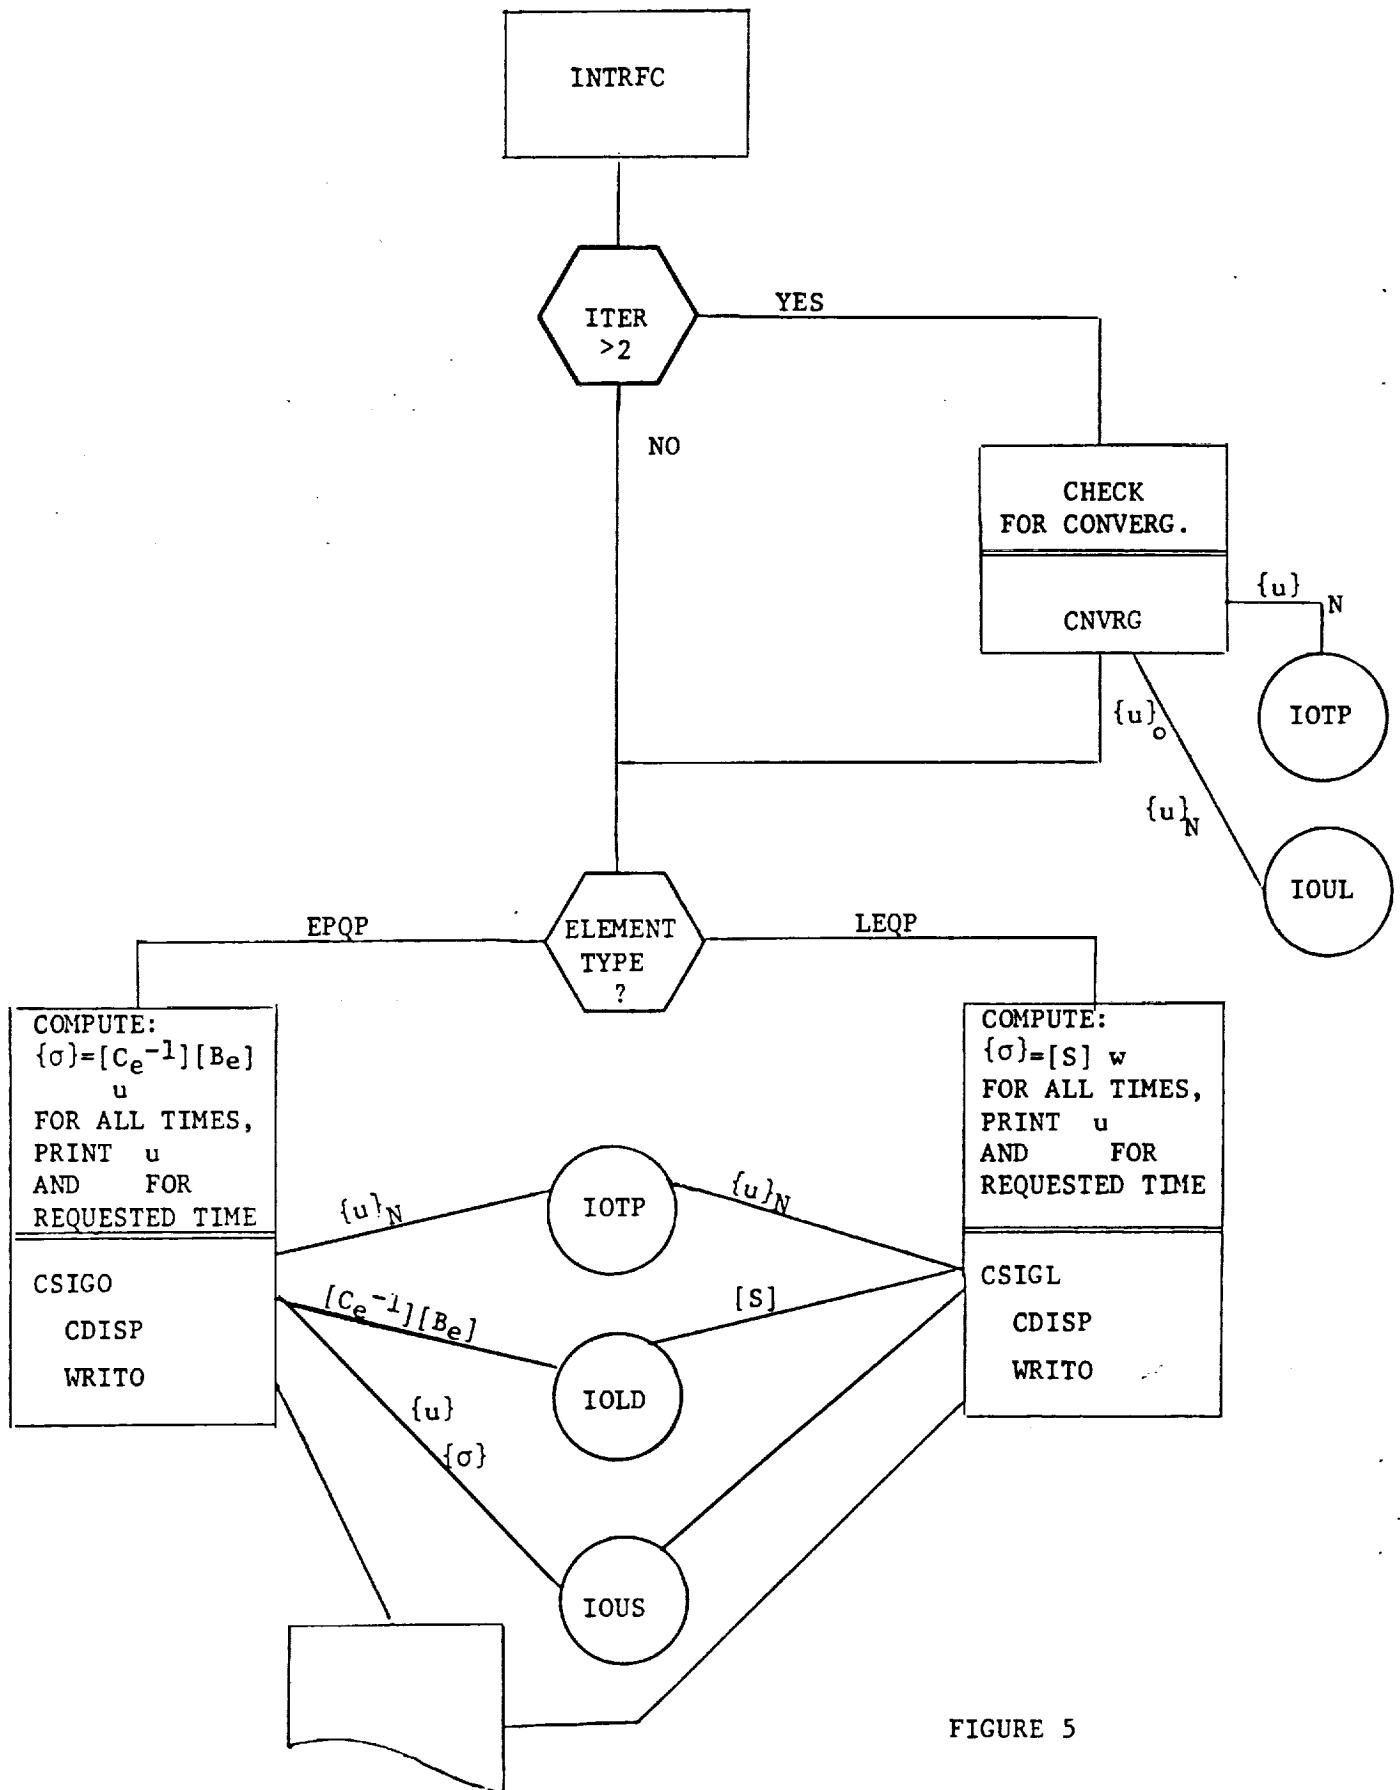 INTRFC
ITER
>2
YES
NO
CHECK
FOR CONVERG.
CNVRG
{u}N
IOTP
{u}o
{u}N
IOUL
ELEMENT
TYPE
?
EPQP
LEQP
COMPUTE:
{σ}=[Ce-1][Be]
u
FOR ALL TIMES,
PRINT u
AND FOR
REQUESTED TIME
CSIGO
CDISP
WRITO
COMPUTE:
{σ}=[S] w
FOR ALL TIMES,
PRINT u
AND FOR
REQUESTED TIME
CSIGL
CDISP
WRITO
{u}N
IOTP
{u}N
[Ce-1][Be]
[S]
IOLD
{u}
{σ}
IOUS
FIGURE 5